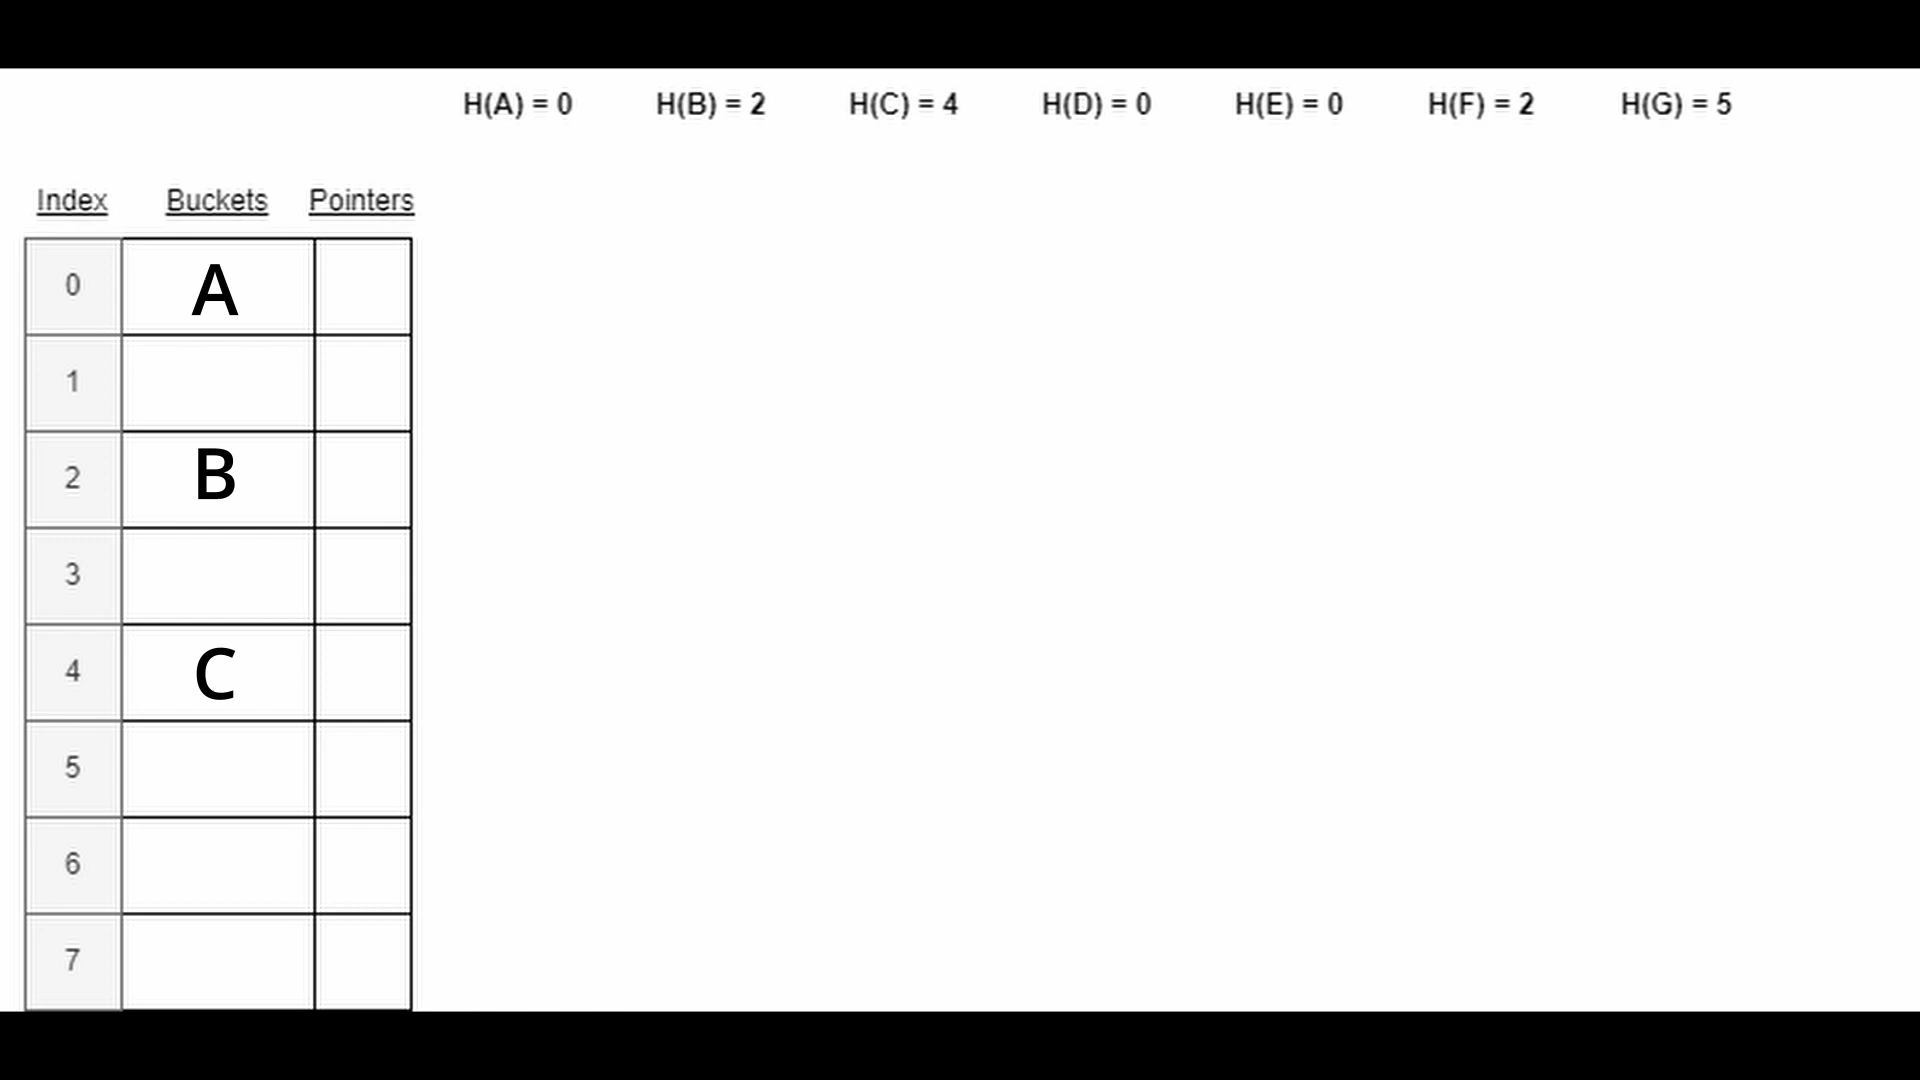 H(A) = 0 H(B) = 2 H(C) = 4 H(D) = 0 H(E) = 0 H(F) = 2 H(G) = 5
Index Buckets Pointers
0 A
1
2 B
3
4 C
5
6
7